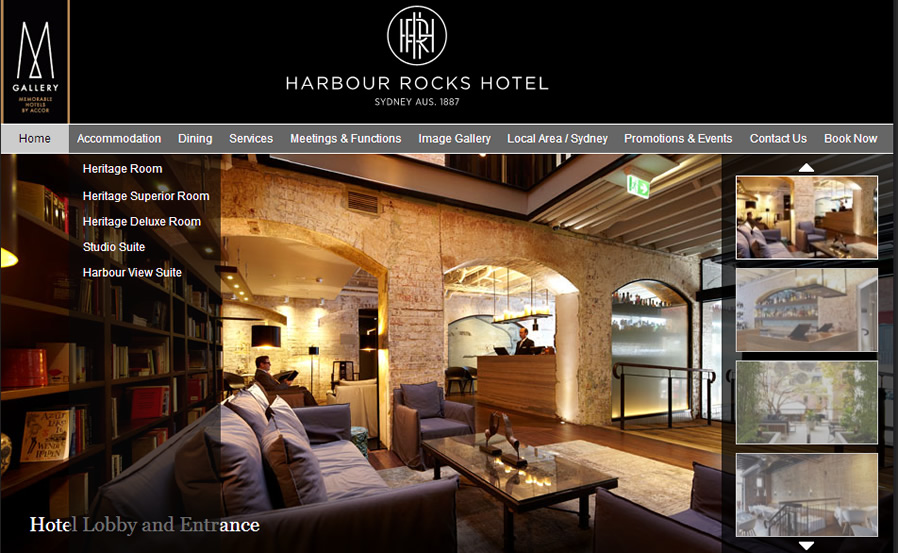 GALLERY
MEMORABLE
HOTELS
BY ACCOR
HARBOUR ROCKS HOTEL
SYDNEY AUS. 1887
Home Accommodation Dining Services Meetings & Functions Image Gallery Local Area / Sydney Promotions & Events Contact Us Book Now
Heritage Room
Heritage Superior Room
Heritage Deluxe Room
Studio Suite
Harbour View Suite
Hotel Lobby and Entrance